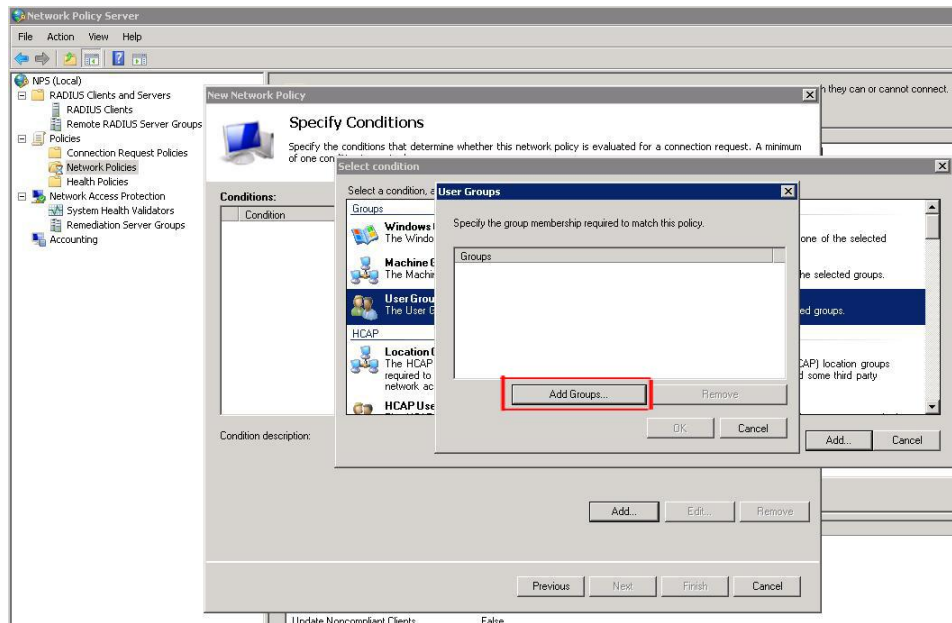 Network Policy Server
File Action View Help
NPS (Local)
RADIUS Clients and Servers
RADIUS Clients
Remote RADIUS Server Groups
Policies
Connection Request Policies
Network Policies
Health Policies
Network Access Protection
System Health Validators
Remediation Server Groups
Accounting
h they can or cannot connect.
New Network Policy
Specify Conditions
Specify the conditions that determine whether this network policy is evaluated for a connection request. A minimum
of one con
Conditions:
Condition
Condition description:
Add... Edit... Remove
Previous Next Finish Cancel
Select condition
Select a condition, a
Groups
Windows
The Windo
one of the selected
Machine
The Machin
he selected groups.
User Grou
The User G
ed groups.
HCAP
Location
The HCAP
CAP) location groups
required to
d some third party
network ac
HCAP Use
Add... Cancel
User Groups
Specify the group membership required to match this policy.
Groups
Add Groups... Remove
OK Cancel
Update Noncompliant Clients False